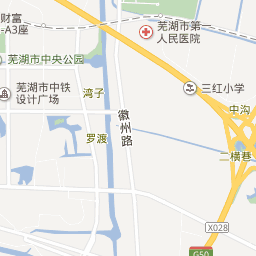 财富
-A3座
芜湖市第一
人民医院
芜湖市中央公园
三红小学
芜湖市中铁
设计广场
湾子
中沟
徽州路
罗渡
二横巷
X028
G50